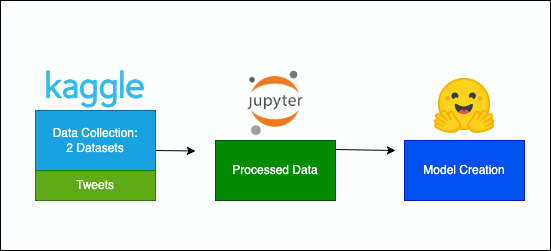 kaggle
Data Collection:
2 Datasets
Tweets
jupyter
Processed Data
Model Creation